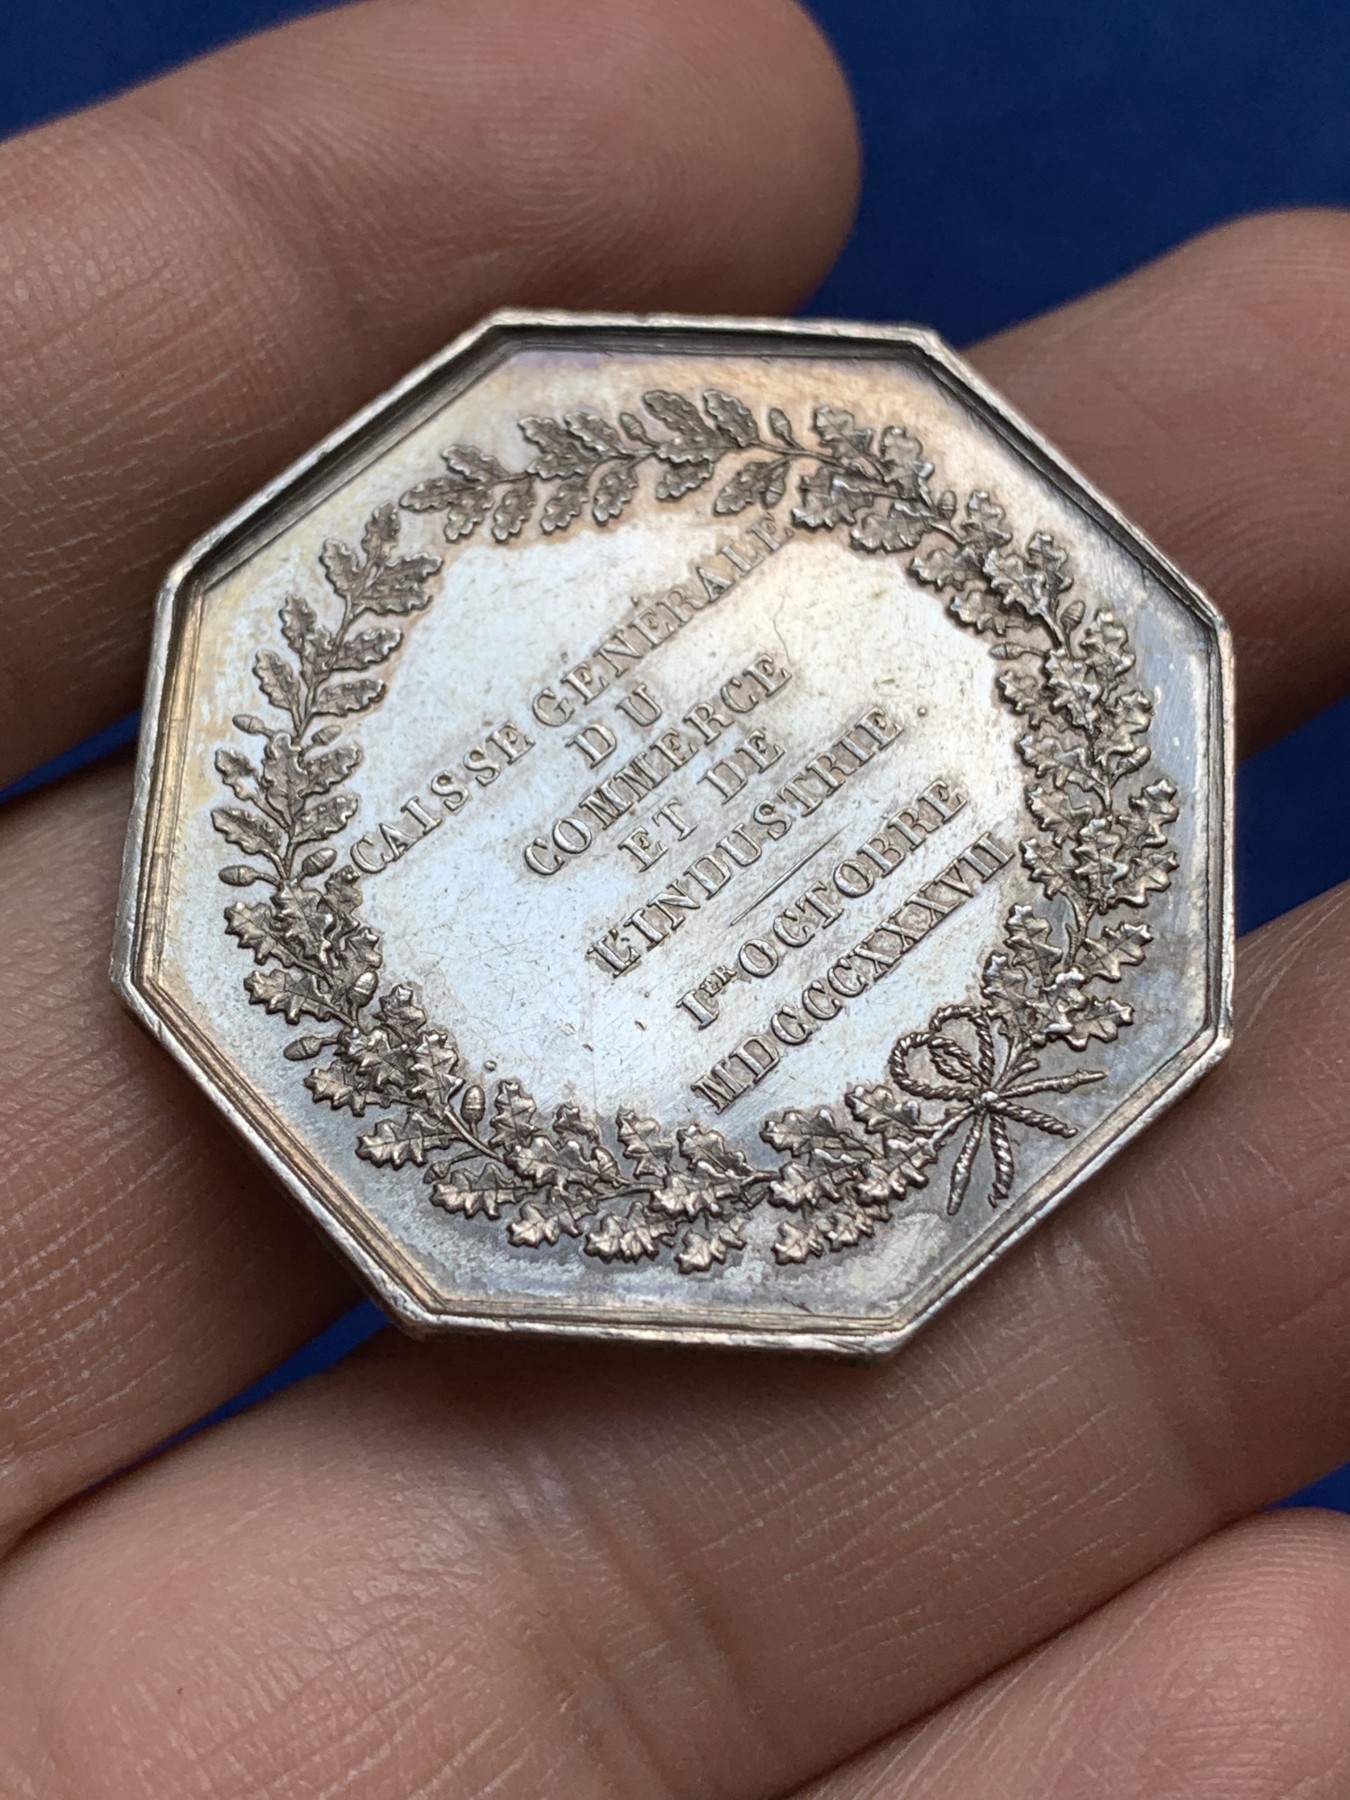 CAISSE GÉNÉRALE
DU
COMMERCE
ET DE
L'INDUSTRIE.
1ER OCTOBRE
MDCCCXXXVII